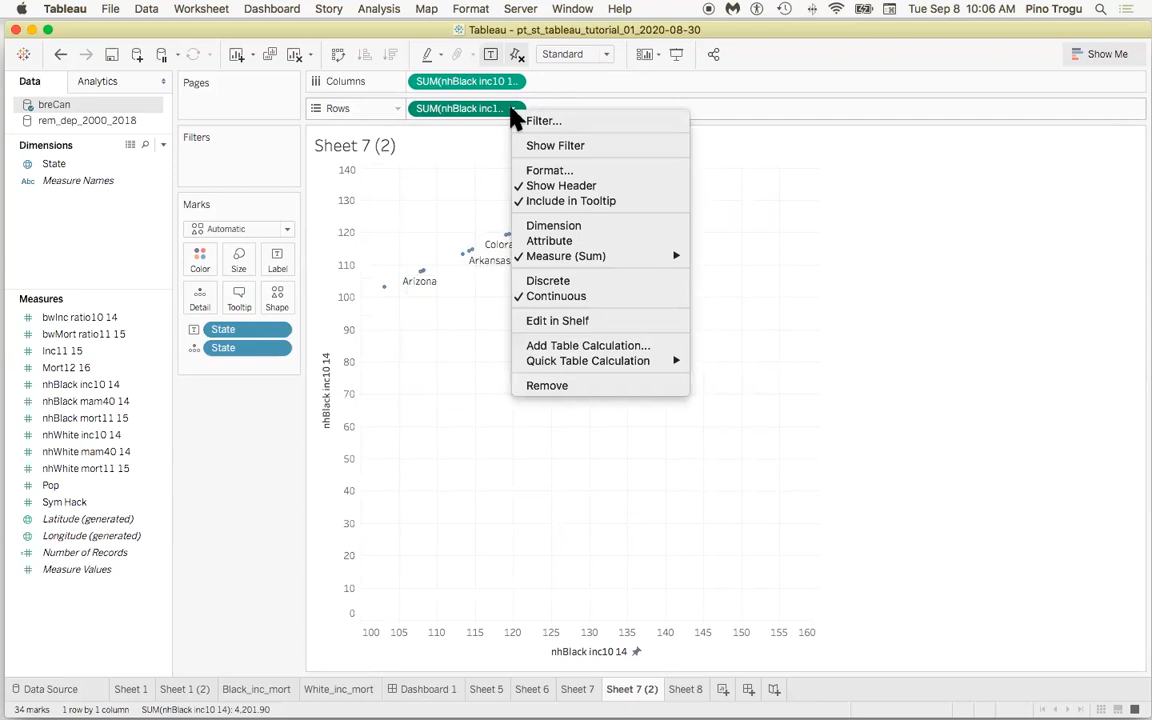 Tableau File Data Worksheet Dashboard Story Analysis Map Format Server Window Help Tue Sep 8 10:06 AM Pino Trogu
Tableau - pt_st_tableau_tutorial_01_2020-08-30
Standard Show Me
Data Analytics Pages Columns SUM(nhBlack inc10 1..
breCan
rem_dep_2000_2018
Rows SUM(nhBlack inc1..
Dimensions
State
Abc Measure Names
Filters
Marks
Automatic
Color Size Label
Detail Tooltip Shape
State
State
Measures
bwInc ratio10 14
bwMort ratio11 15
Inc11 15
Mort12 16
nhBlack inc10 14
nhBlack mam40 14
nhBlack mort11 15
nhWhite inc10 14
nhWhite mam40 14
nhWhite mort11 15
Pop
Sym Hack
Latitude (generated)
Longitude (generated)
Number of Records
Measure Values
Sheet 7 (2)
140
130
120
110
100
90
80
70
60
50
40
30
20
10
0
nhBlack inc10 14
Colora
Arkansas
Arizona
100 105 110 115 120 125 130 135 140 145 150 155 160
nhBlack inc10 14
Filter...
Show Filter
Format...
Show Header
Include in Tooltip
Dimension
Attribute
Measure (Sum)
Discrete
Continuous
Edit in Shelf
Add Table Calculation...
Quick Table Calculation
Remove
Data Source Sheet 1 Sheet 1 (2) Black_inc_mort White_inc_mort Dashboard 1 Sheet 5 Sheet 6 Sheet 7 Sheet 7 (2) Sheet 8
34 marks 1 row by 1 column SUM(nhBlack inc10 14): 4,201.90